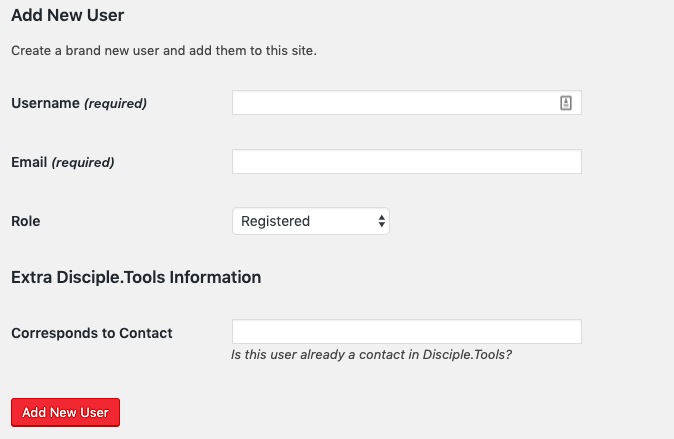 Add New User
Create a brand new user and add them to this site.
Username (required)
Email (required)
Role Registered
Extra Disciple.Tools Information
Corresponds to Contact
Is this user already a contact in Disciple.Tools?
Add New User